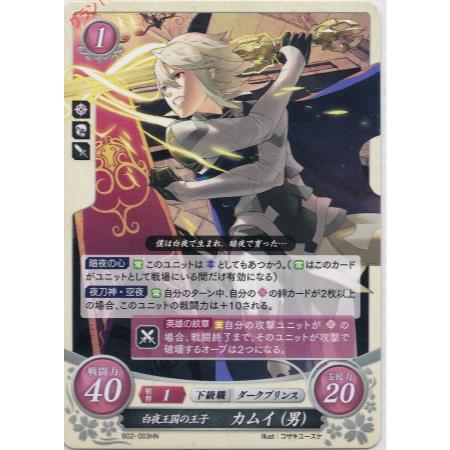 グランド
1
僕は白夜で生まれ、暗夜で育った…
暗夜の心 常 このユニットは としてもあつかう。(常 はこのカー
ドがユニットとして戦場にいる間だけ有効になる)
夜刀神・空夜 常 自分のターン中、自分の の絆カードが2枚以上
の場合、このユニットの戦闘力は+10される。
英雄の紋章 支 自分の攻撃ユニットが の
場合、戦闘終了まで、そのユニットが攻撃
で破壊するオーブは2つになる。
戦闘力 40 射程 1 下級職 ダークプリンス 支援力 20
白夜王国の王子 カムイ(男)
B02-003HN Illust:コザキユースケ